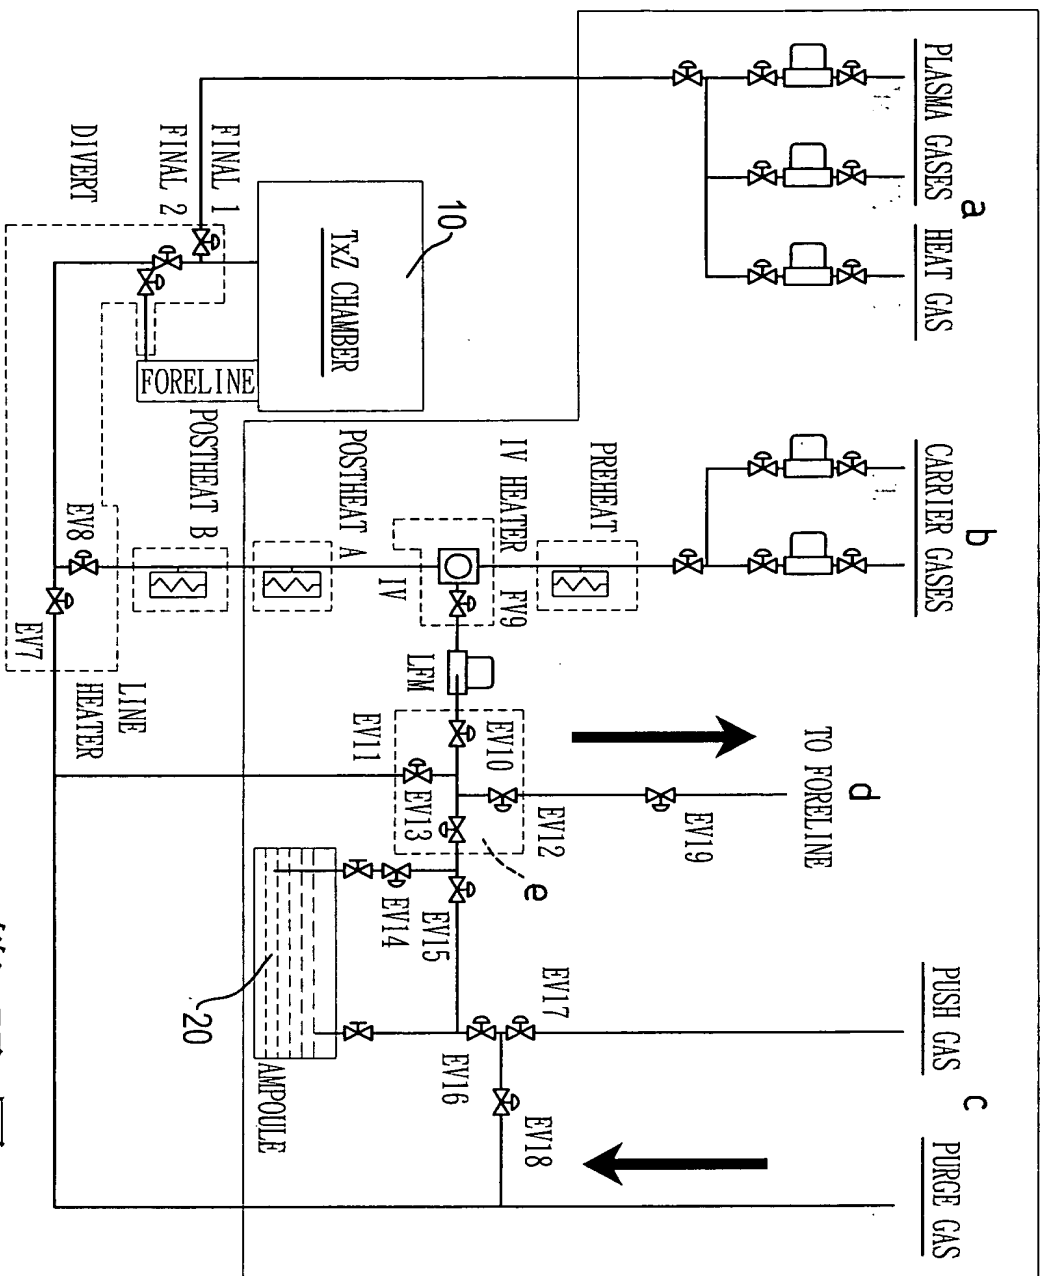 PLASMA GASES
HEAT GAS
CARRIER GASES
PUSH GAS
PURGE GAS
a
b
c
d
TO FORELINE
EV19
PREHEAT
EV12
EV17
EV18
e
IV HEATER
FV9
EV10
10
EV16
EV15
LFM
EV13
EV14
IV
EV11
TxZ CHAMBER
POSTHEAT A
AMPOULE
20
FINAL 1
FORELINE
POSTHEAT B
FINAL 2
LINE
HEATER
DIVERT
EV8
EV7